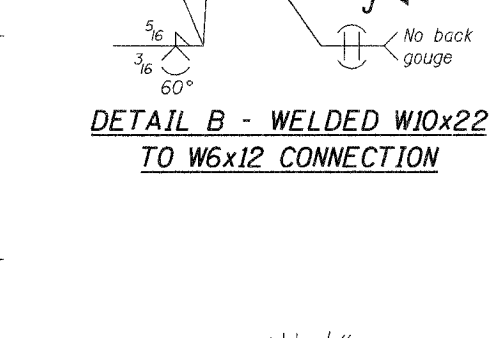 5/16
3/16
60°
No back
gouge
DETAIL B - WELDED W10x22
TO W6x12 CONNECTION